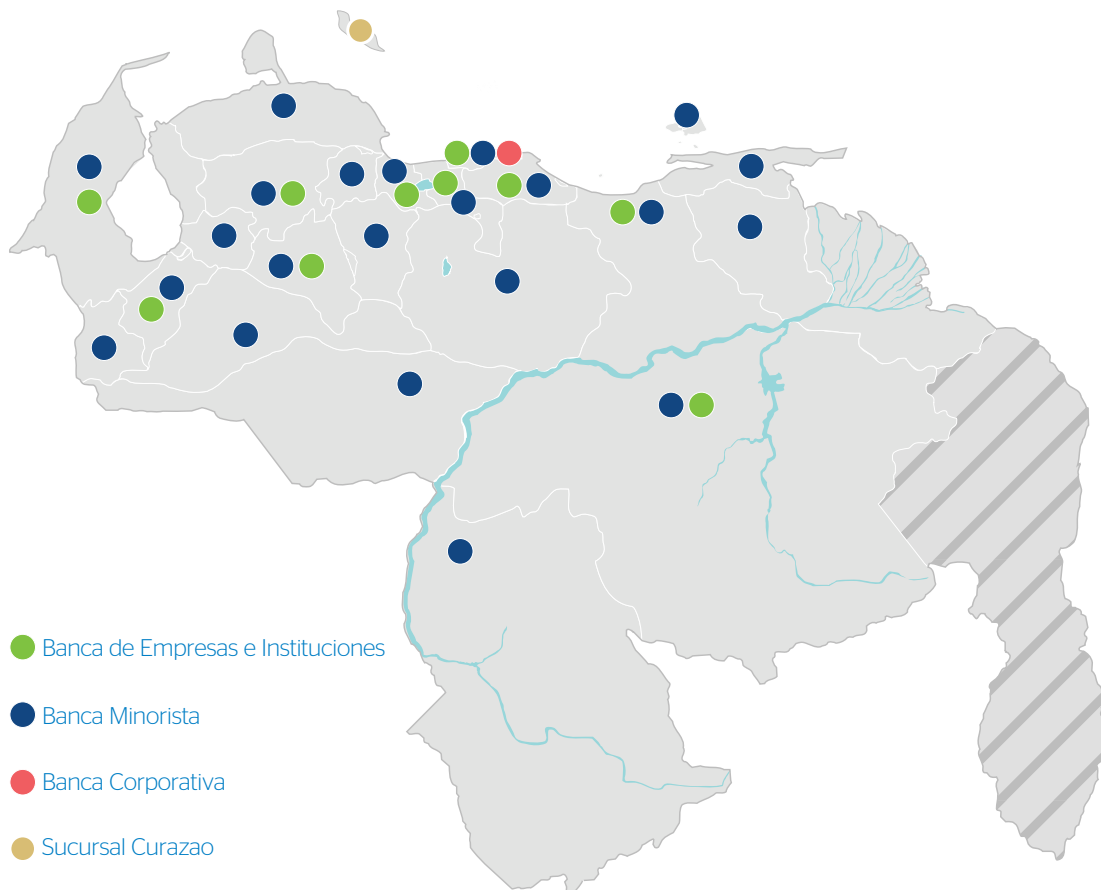 Banca de Empresas e Instituciones
Banca Minorista
Banca Corporativa
Sucursal Curazao